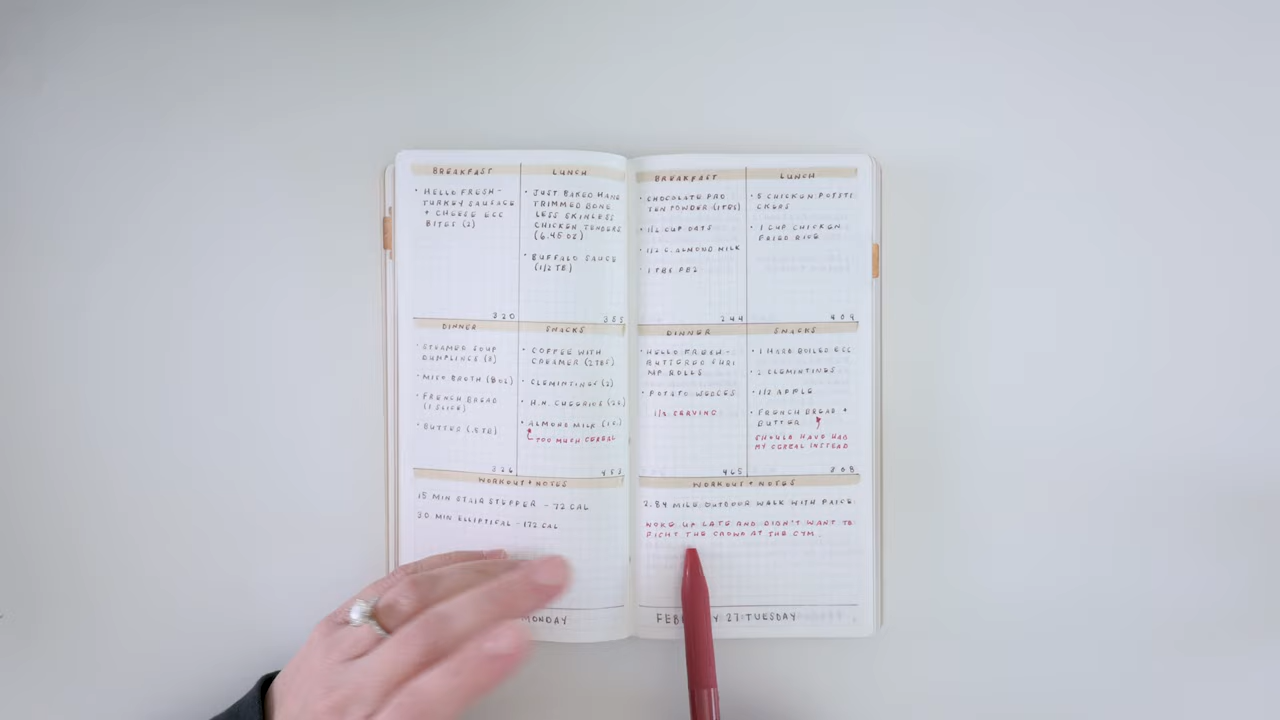 BREAKFAST
• HELLO FRESH -
TURKEY SAUSAGE
+ CHEESE EGG
BITES (2)
320
LUNCH
• JUST BAKED HAND
TRIMMED BONE
LESS SKINLESS
CHICKEN TENDERS
(6.45 OZ)
• BUFFALO SAUCE
(1/2 TB)
355
DINNER
• STEAMED SOUP
DUMPLINGS (3)
• MISO BROTH (8OZ)
• FRENCH BREAD
(1 SLICE)
• BUTTER (.5TB)
326
SNACKS
• COFFEE WITH
CREAMER (2TBS)
• CLEMENTINES (2)
• H.N. CHEERIOS (2C)
• ALMOND MILK (1C)
TOO MUCH CEREAL
453
WORKOUT + NOTES
15 MIN STAIR STEPPER - 72 CAL
30 MIN ELLIPTICAL - 172 CAL
MONDAY
BREAKFAST
• CHOCOLATE PRO
TEIN POWDER (1TBS)
• 1/2 CUP OATS
• 1/2 C. ALMOND MILK
• 1 TBS PB2
244
LUNCH
• 5 CHICKEN POTSTI
CKERS
• 1 CUP CHICKEN
FRIED RICE
409
DINNER
• HELLO FRESH -
BUTTERED SHRI
MP ROLLS
• POTATO WEDGES
1/2 SERVING
465
SNACKS
• 1 HARD BOILED EGG
• 2 CLEMENTINES
• 1/2 APPLE
• FRENCH BREAD +
BUTTER
SHOULD HAVE HAD
MY CEREAL INSTEAD
308
WORKOUT + NOTES
2.84 MILE OUTDOOR WALK WITH PAIGE
WOKE UP LATE AND DIDN'T WANT TO
FIGHT THE CROWD AT THE GYM.
27 TUESDAY